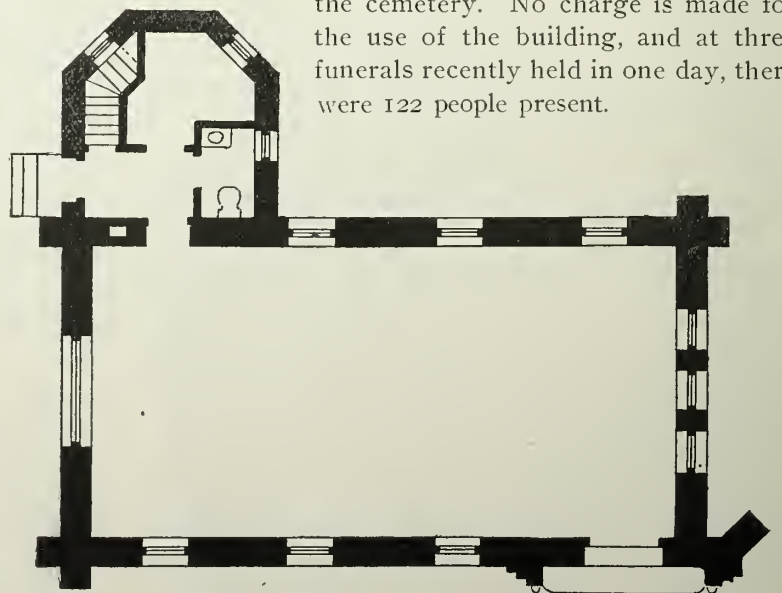 the cemetery. No charge is made fo
the use of the building, and at thre
funerals recently held in one day, ther
were 122 people present.